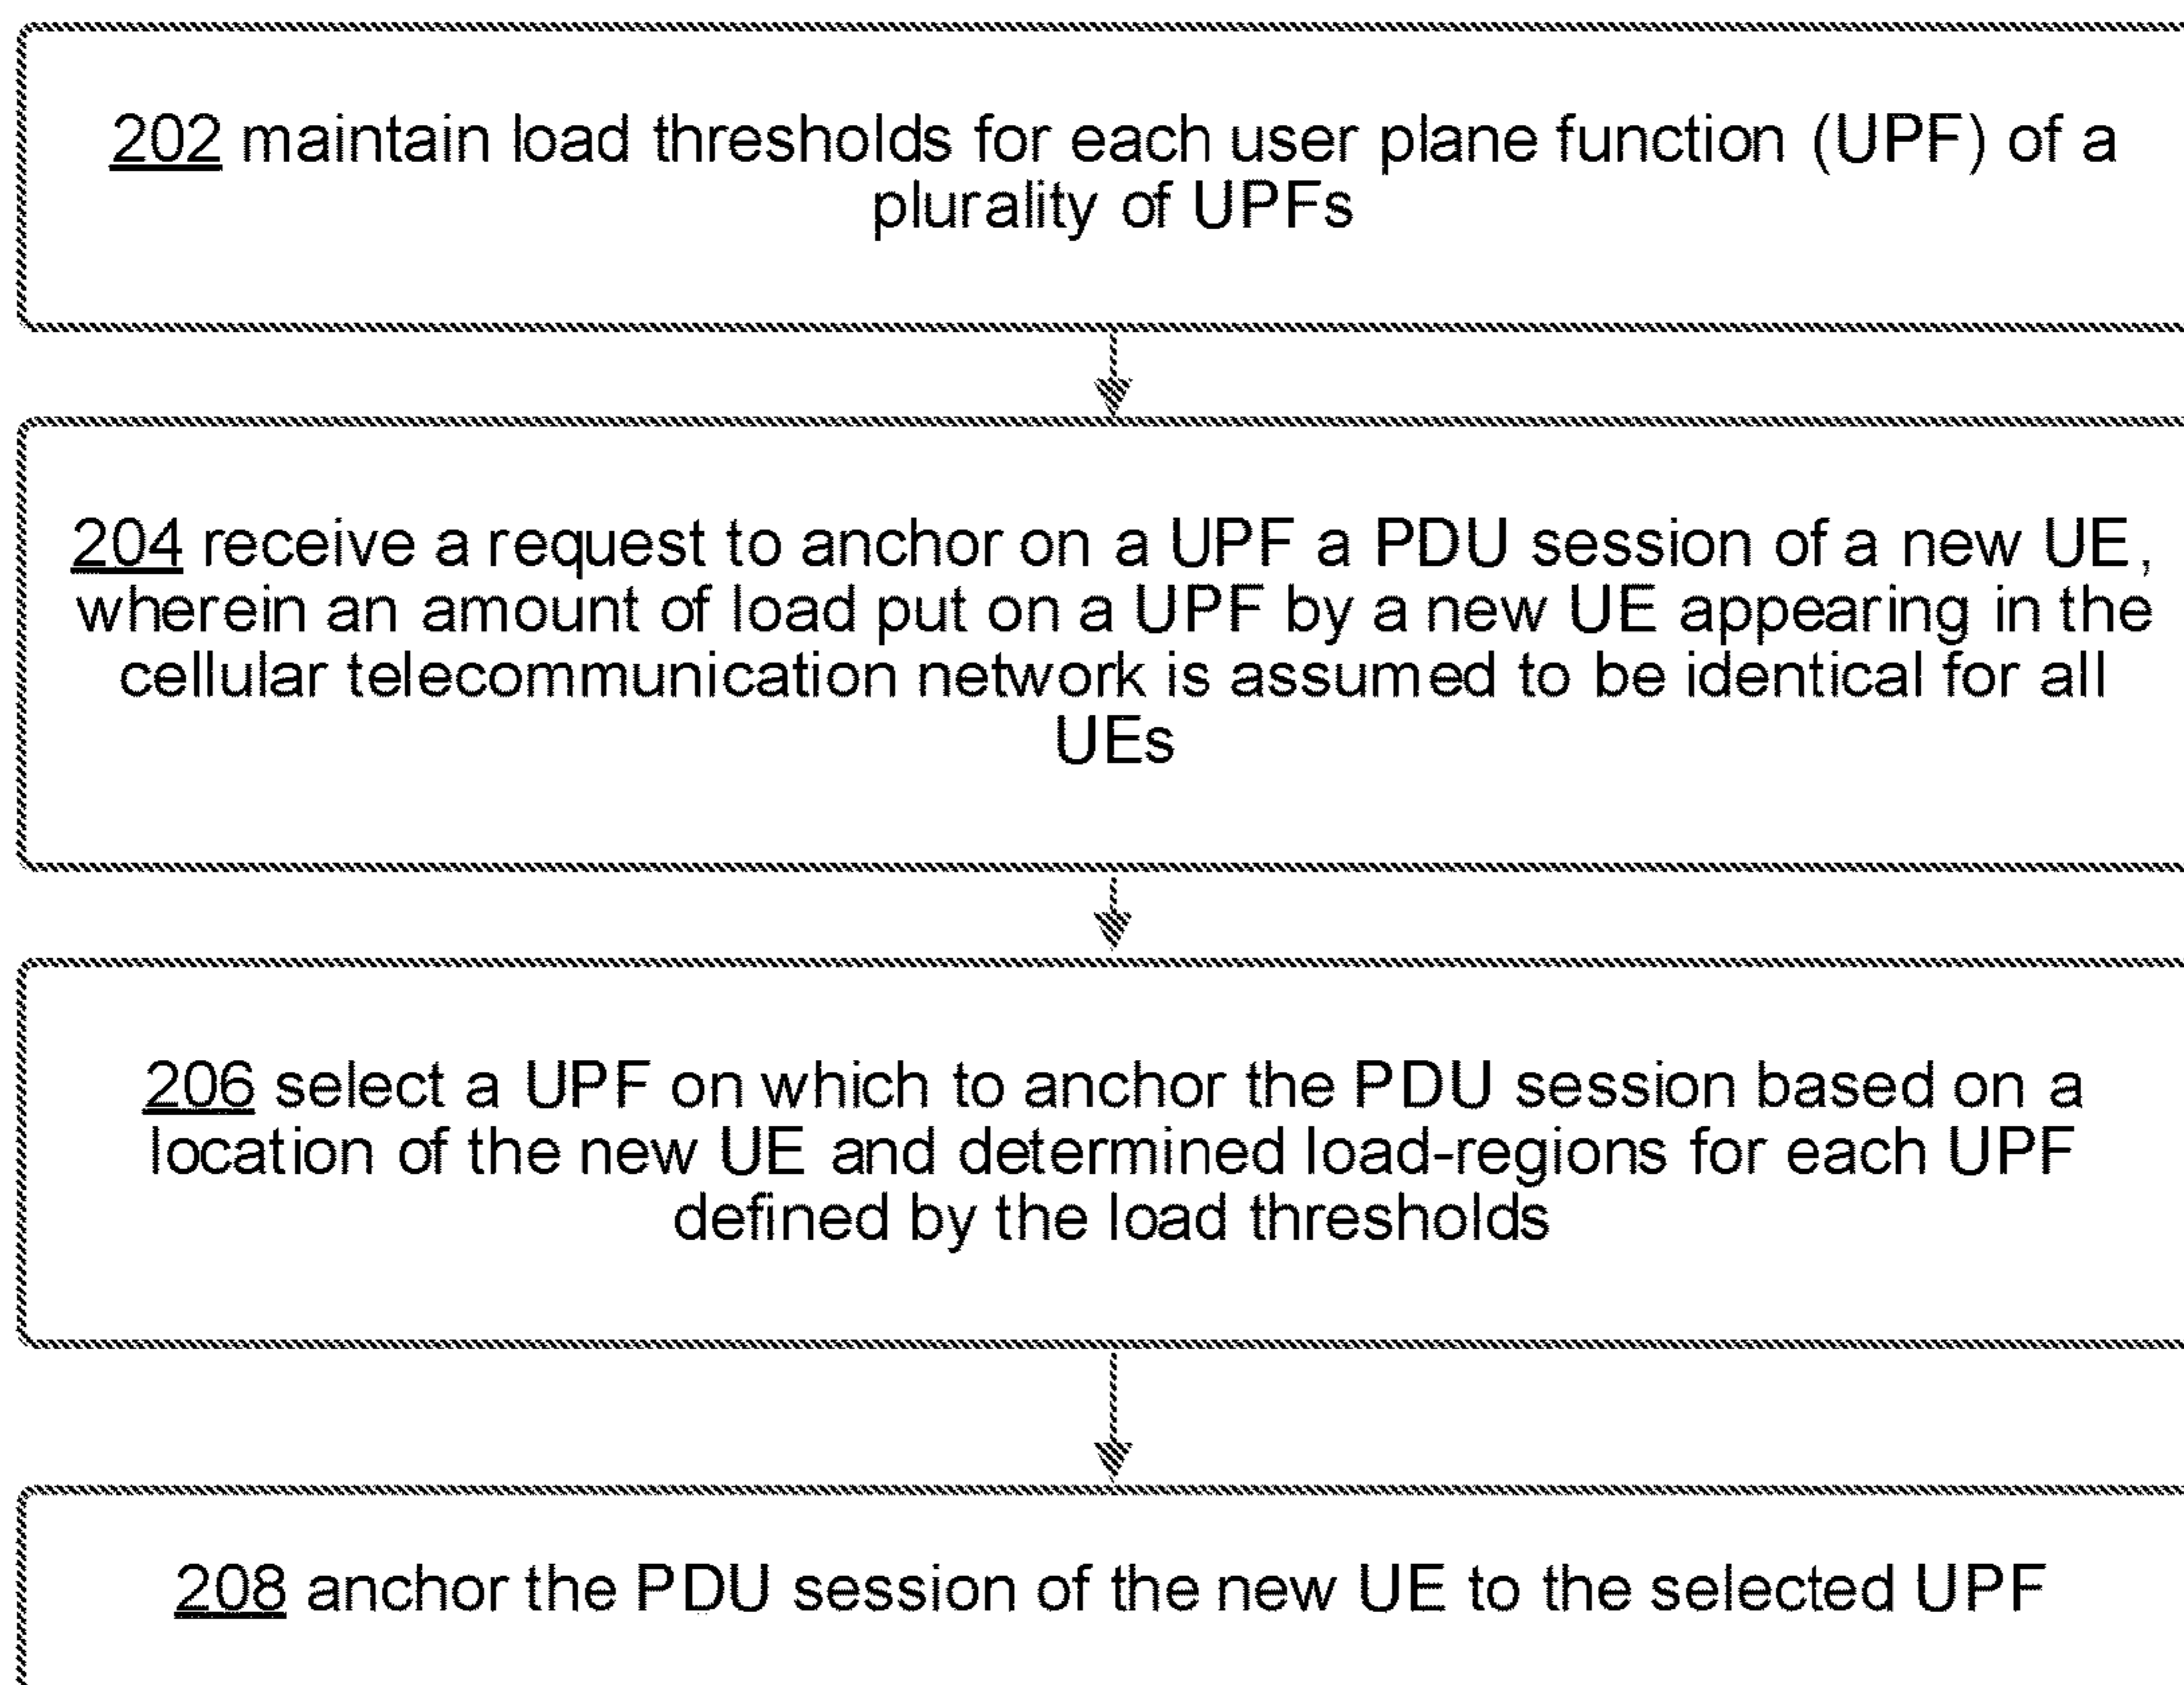 202 maintain load thresholds for each user plane function (UPF) of a
plurality of UPFs
204 receive a request to anchor on a UPF a PDU session of a new UE,
wherein an amount of load put on a UPF by a new UE appearing in the
cellular telecommunication network is assumed to be identical for all
UEs
206 select a UPF on which to anchor the PDU session based on a
location of the new UE and determined load-regions for each UPF
defined by the load thresholds
208 anchor the PDU session of the new UE to the selected UPF